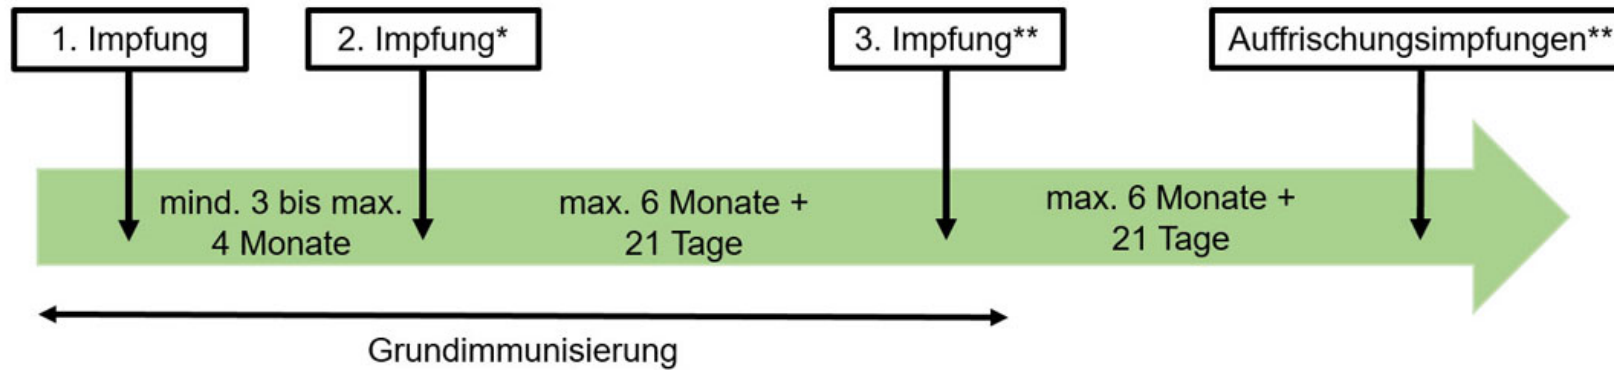 1. Impfung
2. Impfung*
3. Impfung**
Auffrischungsimpfungen**
mind. 3 bis max.
4 Monate
max. 6 Monate +
21 Tage
max. 6 Monate +
21 Tage
Grundimmunisierung